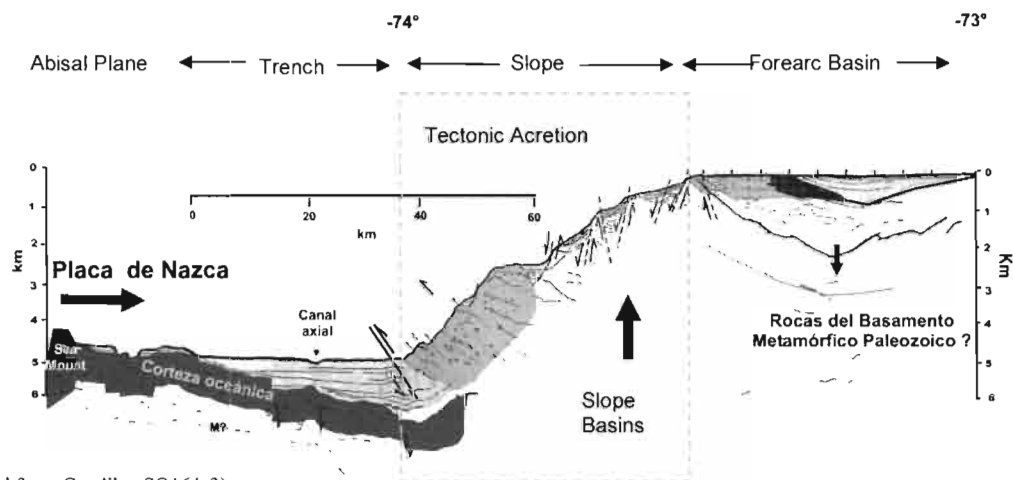 -74°
-73°
Abisal Plane
Trench
Slope
Forearc Basin
Tectonic Acretion
0
1
2
3
4
5
6
km
0
20
40
60
km
0
1
2
3
4
5
6
Km
Placa de Nazca
Canal
axial
Sea
Mount
Corteza oceánica
M?
Rocas del Basamento
Metamórfico Paleozoico ?
Slope
Basins